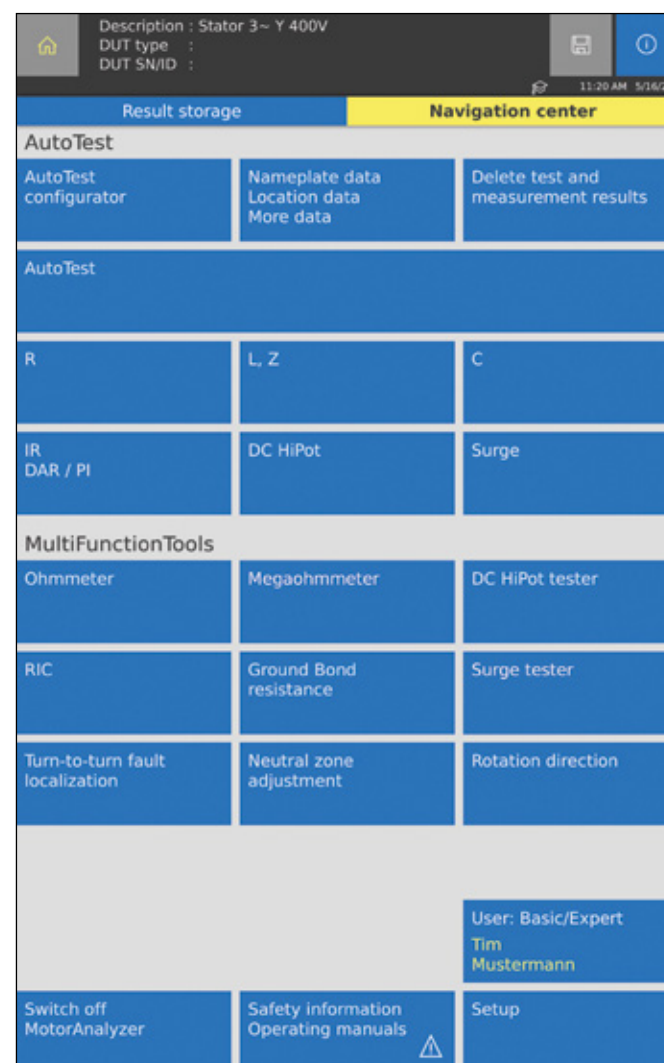 Description : Stator 3~ Y 400V
DUT type :
DUT SN/ID :
11:20 AM 5/16/2
Result storage
Navigation center
AutoTest
AutoTest
configurator
Nameplate data
Location data
More data
Delete test and
measurement results
AutoTest
R
L, Z
C
IR
DAR / PI
DC HiPot
Surge
MultiFunctionTools
Ohmmeter
Megaohmmeter
DC HiPot tester
RIC
Ground Bond
resistance
Surge tester
Turn-to-turn fault
localization
Neutral zone
adjustment
Rotation direction
User: Basic/Expert
Tim
Mustermann
Switch off
MotorAnalyzer
Safety information
Operating manuals
Setup